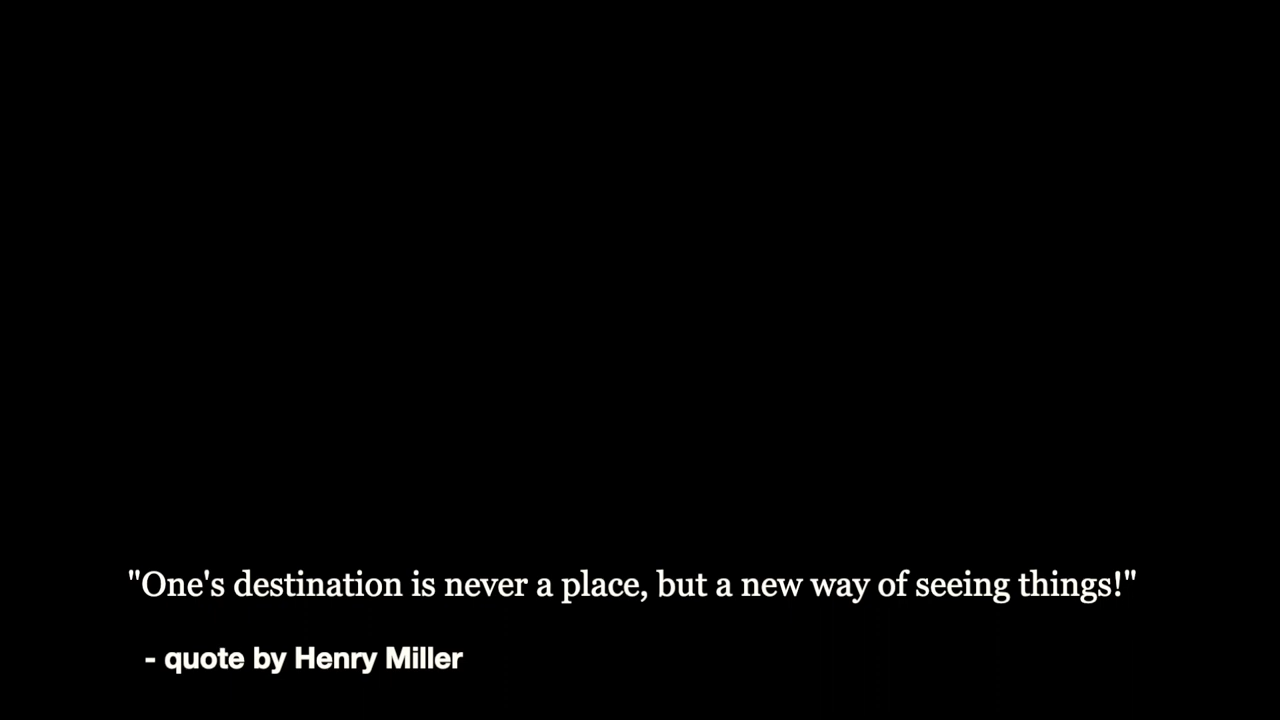 "One's destination is never a place, but a new way of seeing things!"
- quote by Henry Miller